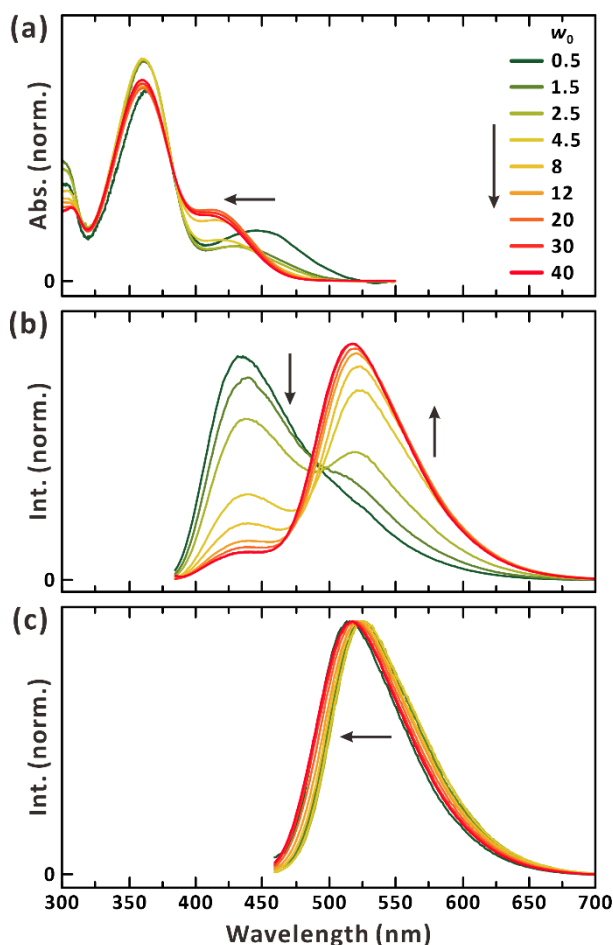 (a)
Abs. (norm.)
0
w₀
0.5
1.5
2.5
4.5
8
12
20
30
40
(b)
Int. (norm.)
0
(c)
Int. (norm.)
0
300 350 400 450 500 550 600 650 700
Wavelength (nm)